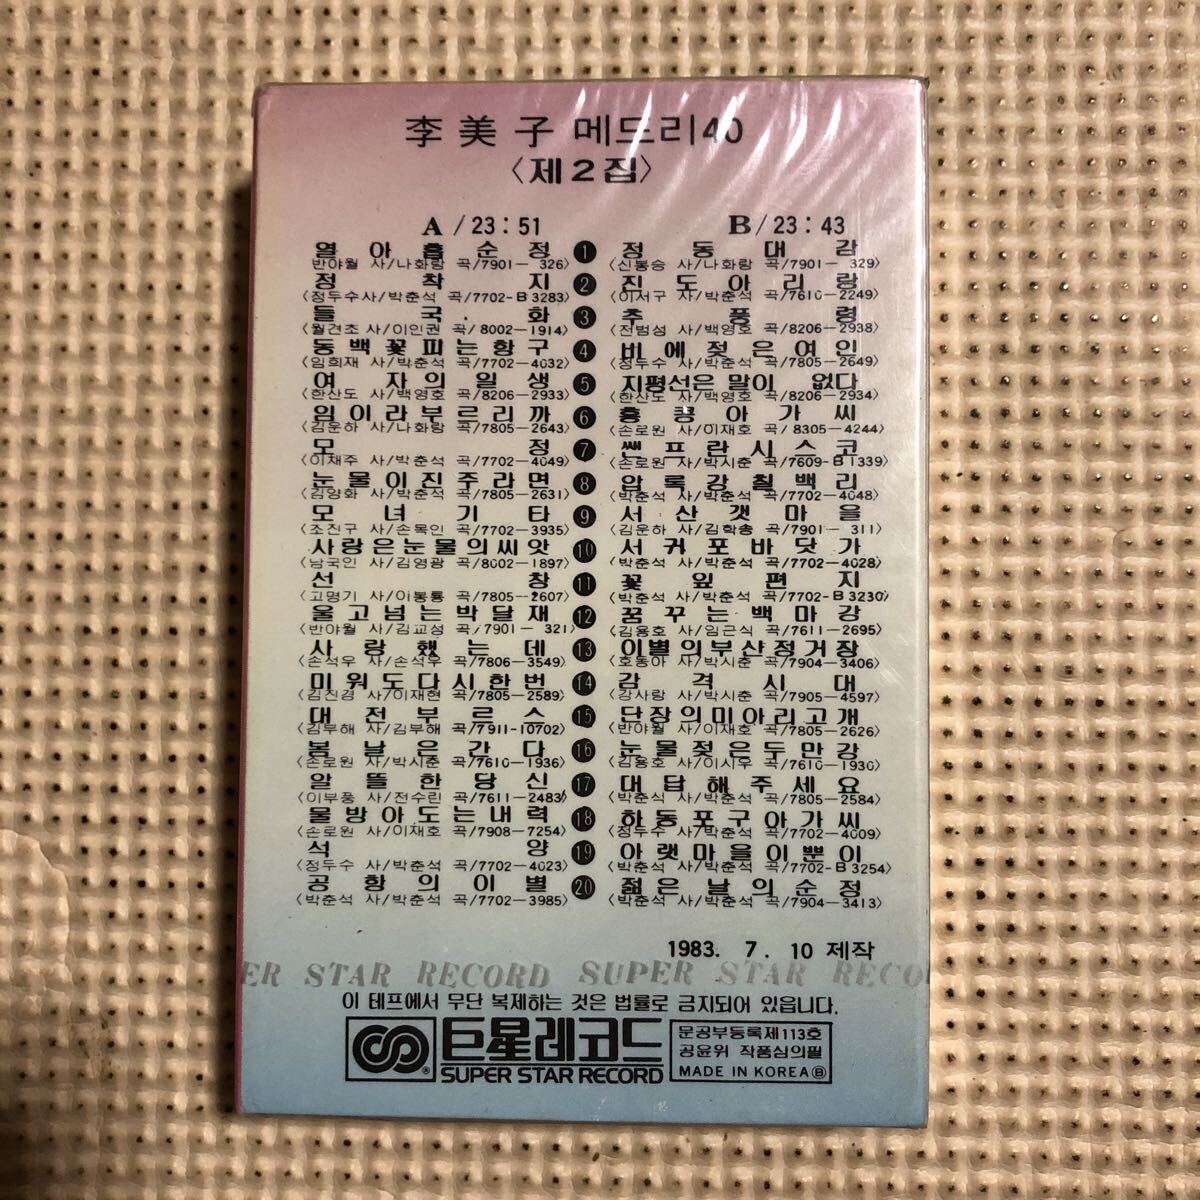 李美子 메드리40
〈제2집〉
A / 23 : 51
열아홉순정
반야월 사/나화랑 곡/7901— 326〉
정착지
〈정두수사/박춘석 곡/7702-B 3283〉
들국화
〈월견조 사/이인권 곡/8002—1914〉
동백꽃피는항구
〈임희재 사/박춘석 곡/7702—4032〉
여자의일생
〈한산도 사/백영호 곡/8206—2933〉
임이라부르리까
〈김운하 사/나화랑 곡/7805—2643〉
모정
〈이채주 사/박춘석 곡/7702—4049〉
눈물이진주라면
〈김양화 사/박춘석 곡/7805—2631〉
모녀기타
〈조진구 사/손목인 곡/7702—3935〉
사랑은눈물의씨앗
〈남국인 사/김영광 곡/8002—1897〉
선창
〈고명기 사/이봉룡 곡/7805—2607〉
울고넘는박달재
〈반야월 사/김교성 곡/7901— 321〉
사랑했는데
〈손석우 사/손석우 곡/7806—3549〉
미워도다시한번
〈김진경 사/이재현 곡/7805—2589〉
대전부르스
〈김부해 사/김부해 곡/7911-10702〉
봄날은간다
〈손로원 사/박시춘 곡/7610—1936〉
알뜰한당신
〈이부풍 사/전수린 곡/7611—2483〉
물방아도는내력
〈손로원 사/이재호 곡/7908—7254〉
석양
〈정두수 사/박춘석 곡/7702—4023〉
공항의이별
〈박춘석 사/박춘석 곡/7702—3985〉
1
2
3
4
5
6
7
8
9
10
11
12
13
14
15
16
17
18
19
20
B / 23 : 43
정동대감
〈신봉승 사/나화랑 곡/7901— 329〉
진도아리랑
〈이서구 사/박춘석 곡/7610—2249〉
추풍령
〈전범성 사/백영호 곡/8206—2938〉
비에젖은여인
〈정두수 사/박춘석 곡/7805—2649〉
지평선은 말이 없다
〈한산도 사/백영호 곡/8206—2934〉
홍콩아가씨
〈손로원 사/이재호 곡/8305—4244〉
쌘프란시스코
〈손로원 사/박시춘 곡/7609-B 1339〉
압록강칠백리
〈박춘석 사/박춘석 곡/7702—4048〉
서산갯마을
〈김운하 사/김학송 곡/7901— 311〉
서귀포바닷가
〈박춘석 사/박춘석 곡/7702—4028〉
꽃잎편지
〈박춘석 사/박춘석 곡/7702-B 3230〉
꿈꾸는백마강
〈김용호 사/임근식 곡/7611—2695〉
이별의부산정거장
〈호동아 사/박시춘 곡/7904—3406〉
감격시대
〈강사랑 사/박시춘 곡/7905—4597〉
단장의미아리고개
〈반야월 사/이재호 곡/7805—2626〉
눈물젖은두만강
〈김용호 사/이시우 곡/7610—1930〉
대답해주세요
〈박춘석 사/박춘석 곡/7805—2584〉
하동포구아가씨
〈정두수 사/박춘석 곡/7702—4009〉
아랫마을이뿐이
〈박춘석 사/박춘석 곡/7702-B 3254〉
젊은날의순정
〈박춘석 사/박춘석 곡/7904—3413〉
1983. 7. 10 제작
ER STAR RECORD SUPER STAR RECO
이 테프에서 무단 복제하는 것은 법률로 금지되어 있읍니다.
巨星레코드
SUPER STAR RECORD
문공부등록제113호
공윤위 작품심의필
MADE IN KOREA Ⓑ